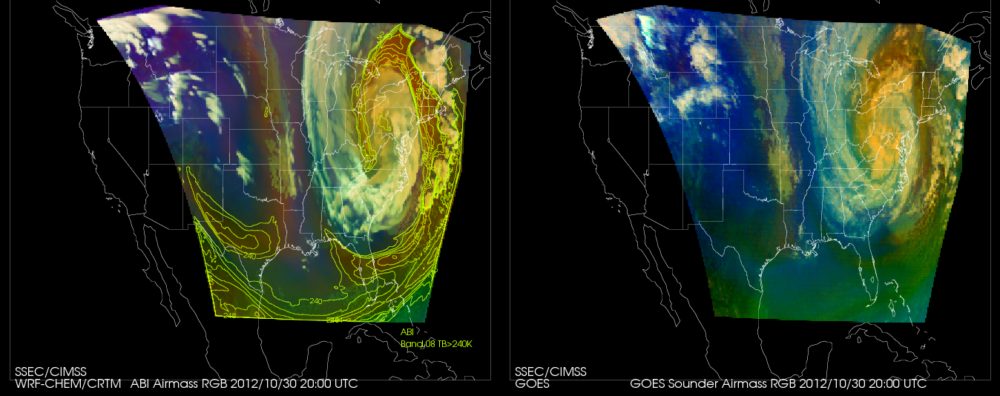 240
240
248
ABI
Band 08 TB>240K
SSEC/CIMSS
WRF-CHEM/CRTM ABI Airmass RGB 2012/10/30 20:00 UTC
SSEC/CIMSS
GOES GOES Sounder Airmass RGB 2012/10/30 20:00 UTC